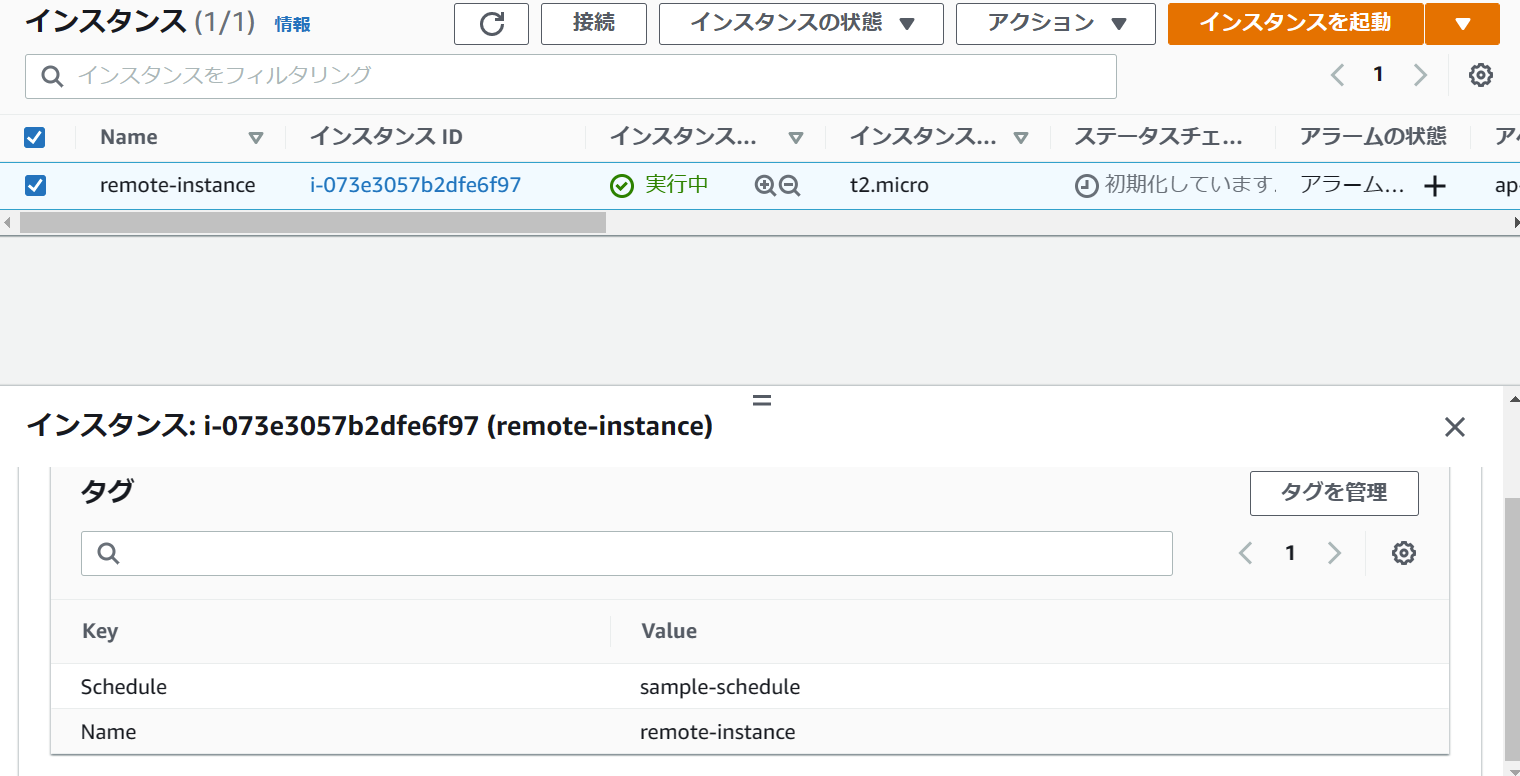 インスタンス (1/1) 情報 接続 インスタンスの状態 アクション インスタンスを起動
インスタンスをフィルタリング 1
Name インスタンス ID インスタンス... インスタンス... ステータスチェ... アラームの状態 アベ
remote-instance i-073e3057b2dfe6f97 実行中 t2.micro 初期化しています. アラーム... ap-
インスタンス: i-073e3057b2dfe6f97 (remote-instance)
タグ タグを管理
1
Key Value
Schedule sample-schedule
Name remote-instance